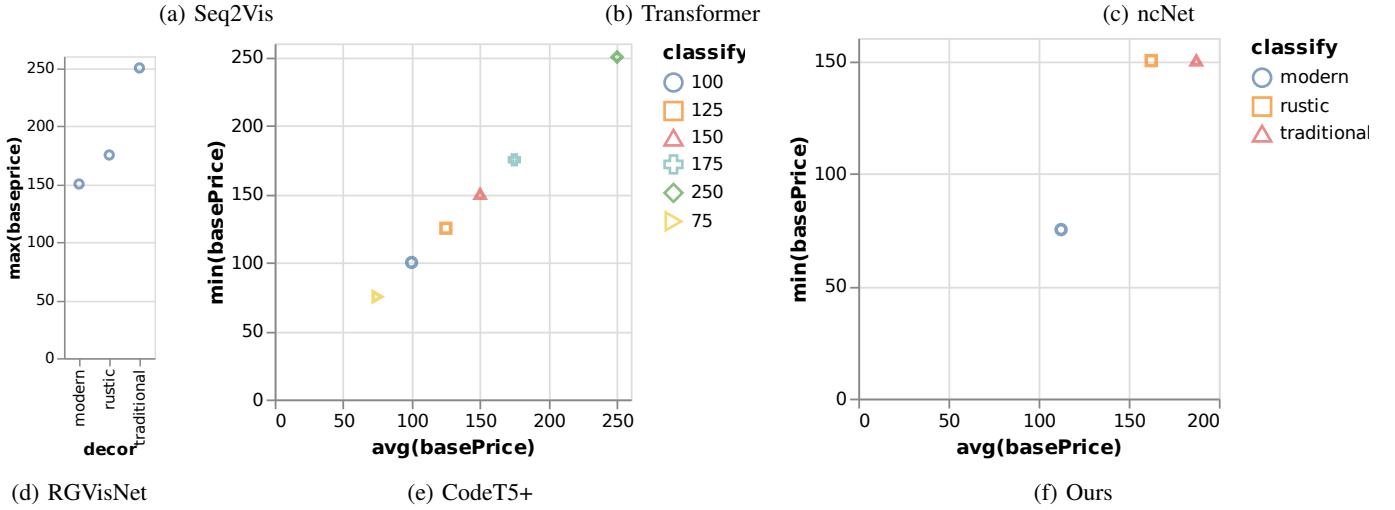 (a) Seq2Vis
(b) Transformer
(c) ncNet
max(baseprice)
250
200
150
100
50
0
modern
rustic
traditional
decor
min(basePrice)
250
200
150
100
50
0
0
50
100
150
200
250
avg(basePrice)
classify
100
125
150
175
250
75
min(basePrice)
150
100
50
0
0
50
100
150
200
avg(basePrice)
classify
modern
rustic
traditional
(d) RGVisNet
(e) CodeT5+
(f) Ours